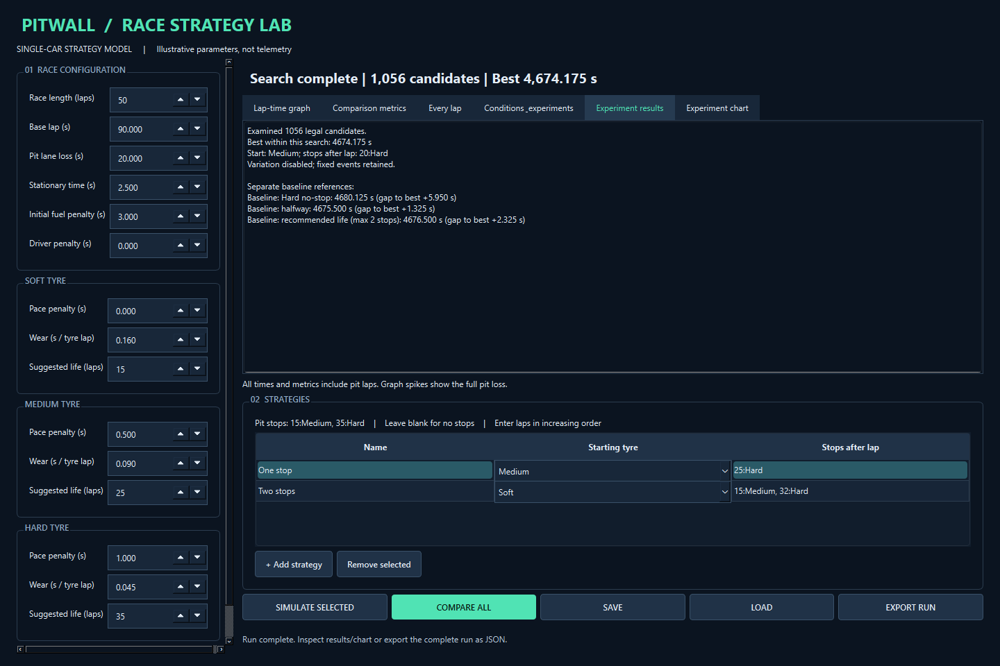 PITWALL / RACE STRATEGY LAB
SINGLE-CAR STRATEGY MODEL | Illustrative parameters, not telemetry
01 RACE CONFIGURATION
Race length (laps) 50
Base lap (s) 90.000
Pit lane loss (s) 20.000
Stationary time (s) 2.500
Initial fuel penalty (s) 3.000
Driver penalty (s) 0.000
SOFT TYRE
Pace penalty (s) 0.000
Wear (s / tyre lap) 0.160
Suggested life (laps) 15
MEDIUM TYRE
Pace penalty (s) 0.500
Wear (s / tyre lap) 0.090
Suggested life (laps) 25
HARD TYRE
Pace penalty (s) 1.000
Wear (s / tyre lap) 0.045
Suggested life (laps) 35
Search complete | 1,056 candidates | Best 4,674.175 s
Lap-time graph Comparison metrics Every lap Conditions_experiments Experiment results Experiment chart
Examined 1056 legal candidates.
Best within this search: 4674.175 s
Start: Medium; stops after lap: 20:Hard
Variation disabled; fixed events retained.
Separate baseline references:
Baseline: Hard no-stop: 4680.125 s (gap to best +5.950 s)
Baseline: halfway: 4675.500 s (gap to best +1.325 s)
Baseline: recommended life (max 2 stops): 4676.500 s (gap to best +2.325 s)
All times and metrics include pit laps. Graph spikes show the full pit loss.
02 STRATEGIES
Pit stops: 15:Medium, 35:Hard | Leave blank for no stops | Enter laps in increasing order
Name Starting tyre Stops after lap
One stop Medium 25:Hard
Two stops Soft 15:Medium, 32:Hard
+ Add strategy Remove selected
SIMULATE SELECTED COMPARE ALL SAVE LOAD EXPORT RUN
Run complete. Inspect results/chart or export the complete run as JSON.